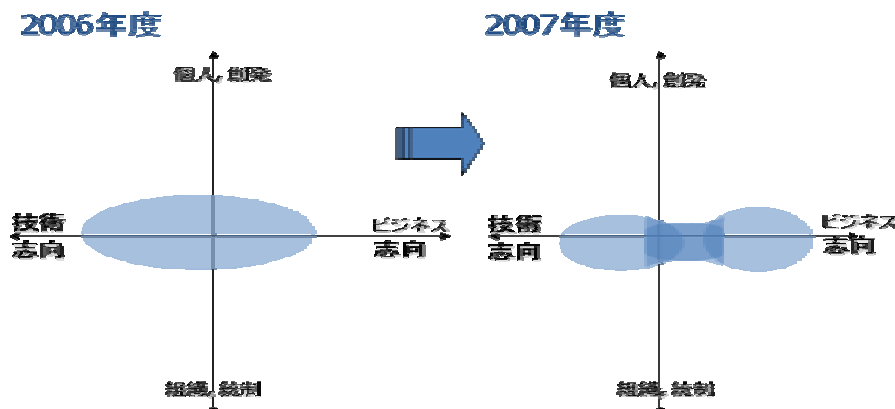 2006年度
個人, 創発
技術
志向
ビジネス
志向
組織, 統制
2007年度
個人, 創発
技術
志向
ビジネス
志向
組織, 統制